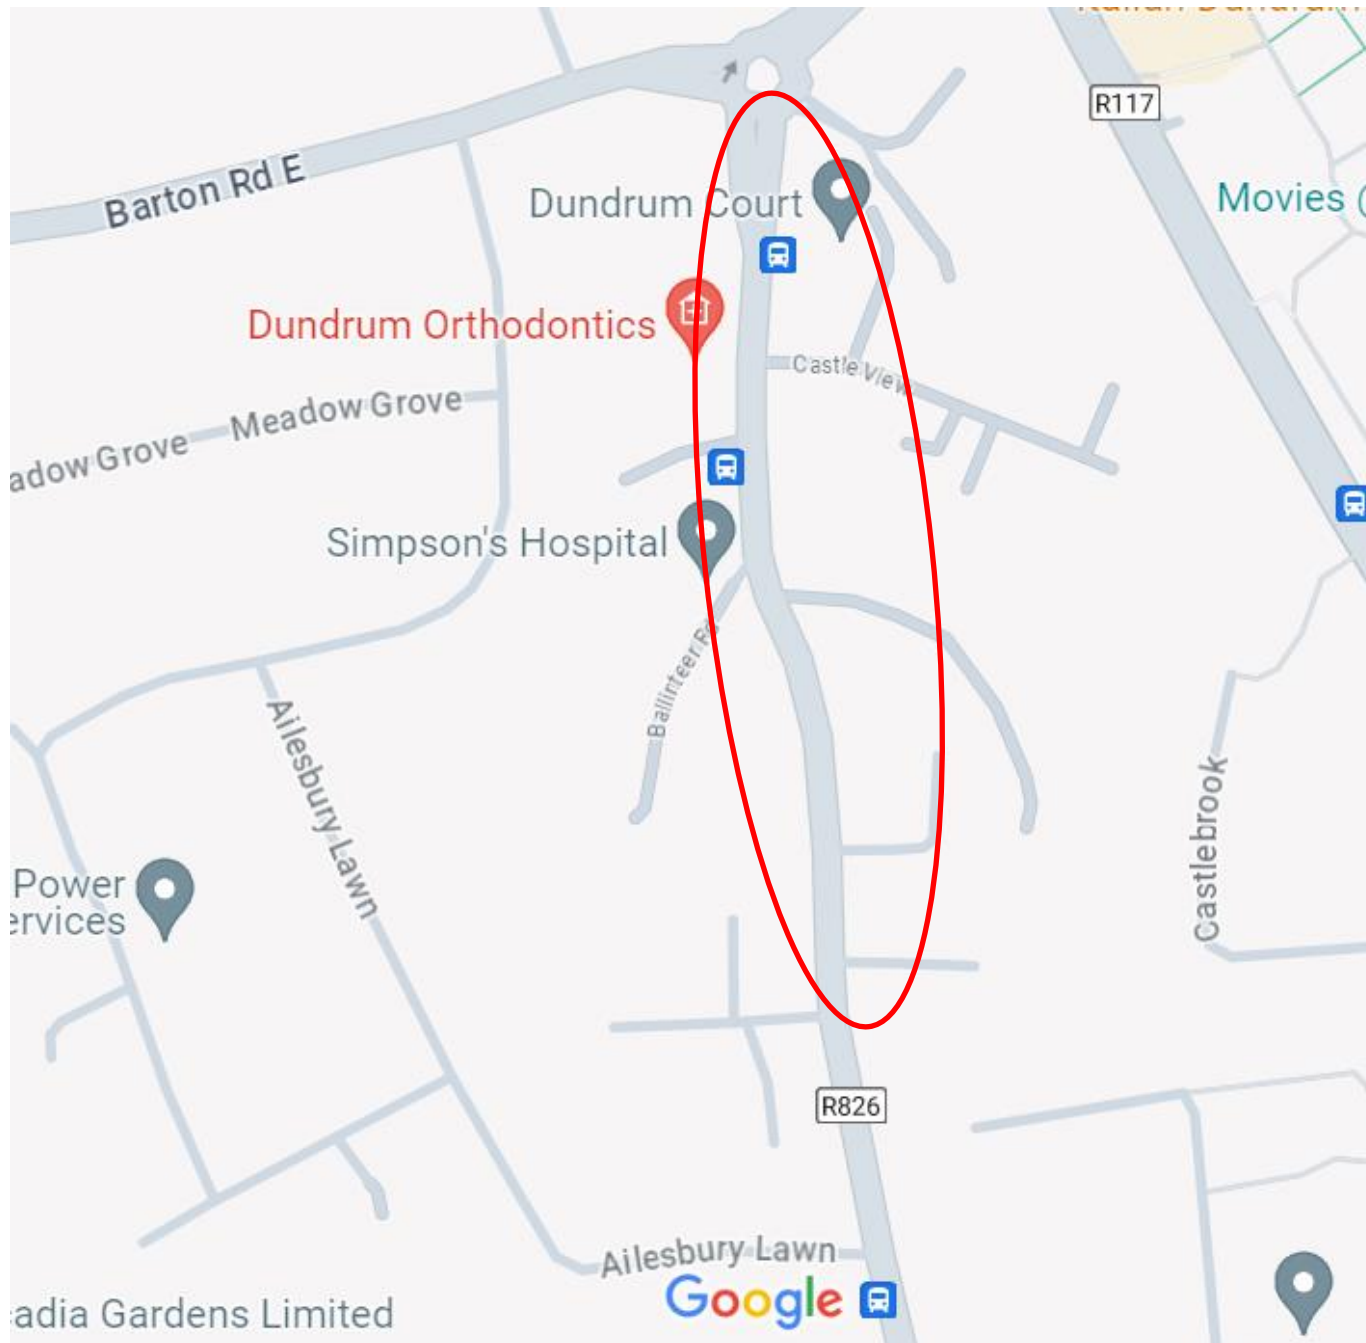 R117
Barton Rd E
Dundrum Court
Movies
Dundrum Orthodontics
Castle View
Meadow Grove
adow Grove
Simpson's Hospital
Ballinteer Rd
Ailesbury Lawn
Castlebrook
Power
ervices
R826
Ailesbury Lawn
Google
adia Gardens Limited